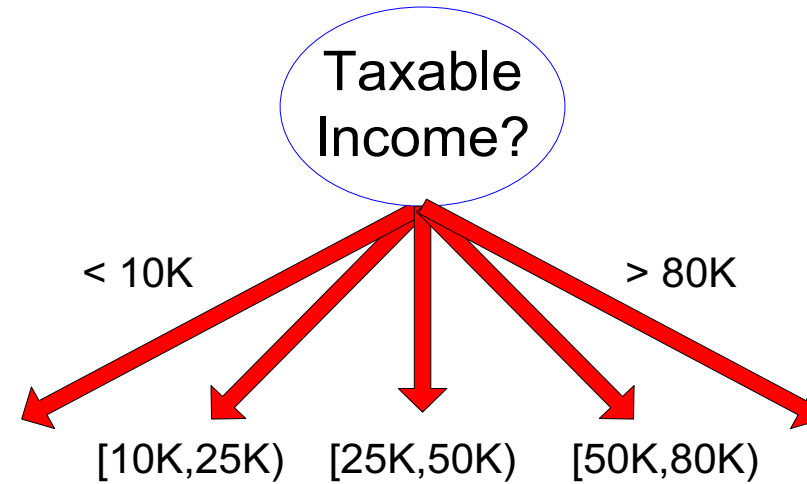 Taxable
Income?
< 10K
> 80K
[10K,25K)
[25K,50K)
[50K,80K)